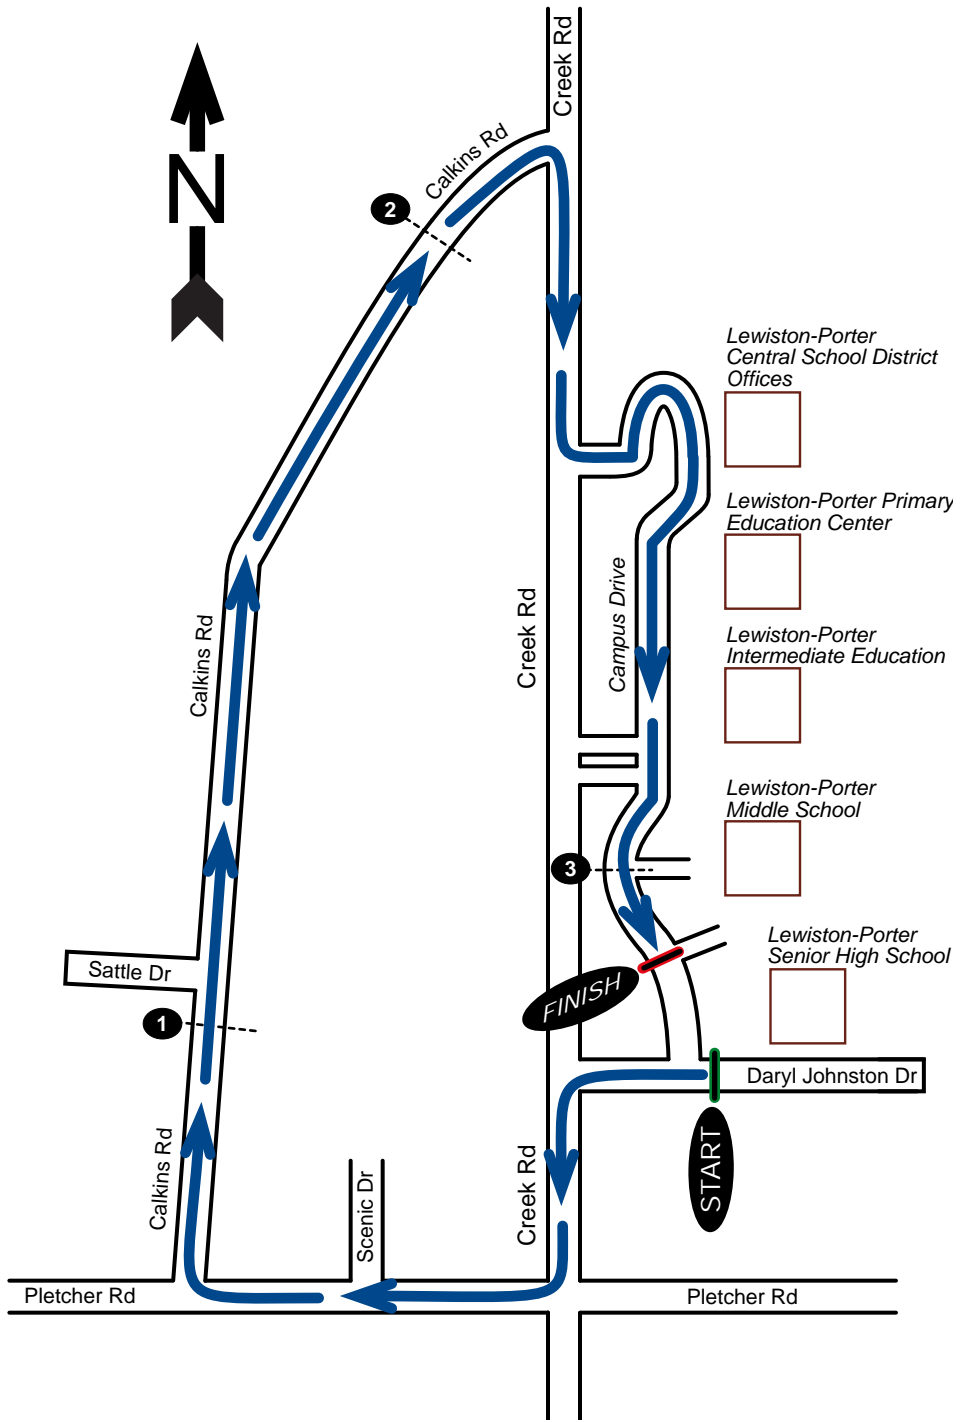 Creek Rd
Calkins Rd
N
2
Lewiston-Porter
Central School District
Offices
Lewiston-Porter Primary
Education Center
Campus Drive
Creek Rd
Calkins Rd
Lewiston-Porter
Intermediate Education
Lewiston-Porter
Middle School
3
Lewiston-Porter
Senior High School
Sattle Dr
FINISH
1
Daryl Johnston Dr
START
Creek Rd
Calkins Rd
Scenic Dr
Pletcher Rd
Pletcher Rd